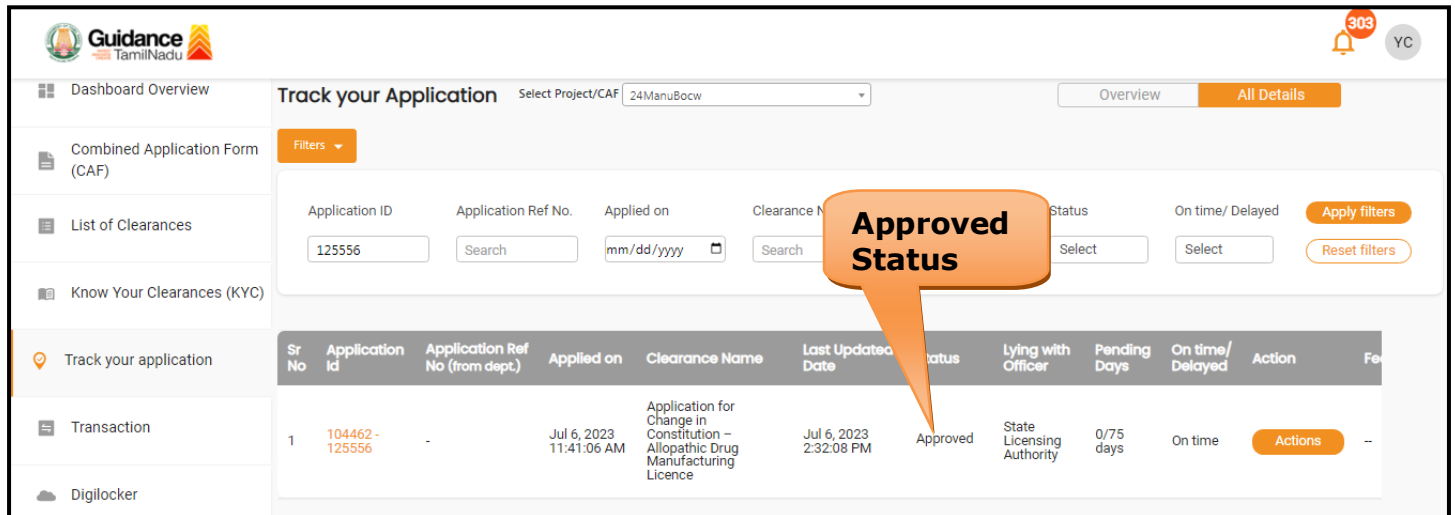 Guidance
TamilNadu
303
YC
Dashboard Overview
Track your Application
Select Project/CAF
24ManuBocw
Overview
All Details
Filters
Combined Application Form
(CAF)
Application ID
Application Ref No.
Applied on
Clearance N
Status
On time/ Delayed
Apply filters
125556
Search
mm/dd/yyyy
Search
Select
Select
Reset filters
Approved
Status
List of Clearances
Know Your Clearances (KYC)
Track your application
Sr
No
Application
Id
Application Ref
No (from dept.)
Applied on
Clearance Name
Last Updated
Date
tatus
Lying with
Officer
Pending
Days
On time/
Delayed
Action
Fe
1
104462 -
125556
-
Jul 6, 2023
11:41:06 AM
Application for
Change in
Constitution –
Allopathic Drug
Manufacturing
Licence
Jul 6, 2023
2:32:08 PM
Approved
State
Licensing
Authority
0/75
days
On time
Actions
--
Transaction
Digilocker